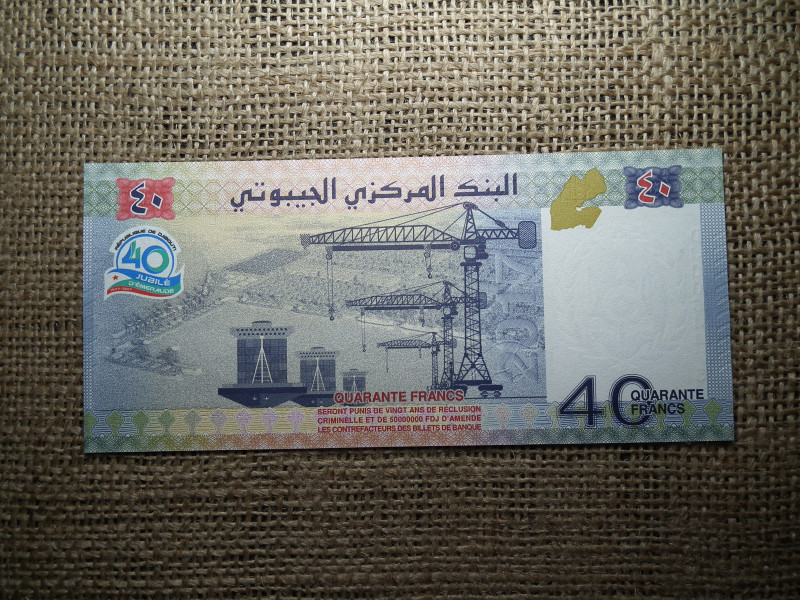 البنك المركزي الجيبوتي
٤٠
٤٠
RÉPUBLIQUE DE DJIBOUTI
40
JUBILÉ
D'ÉMERAUDE
QUARANTE FRANCS
SERONT PUNIS DE VINGT ANS DE RÉCLUSION
CRIMINELLE ET DE 50000000 FDJ D'AMENDE
LES CONTREFACTEURS DES BILLETS DE BANQUE
40
QUARANTE
FRANCS